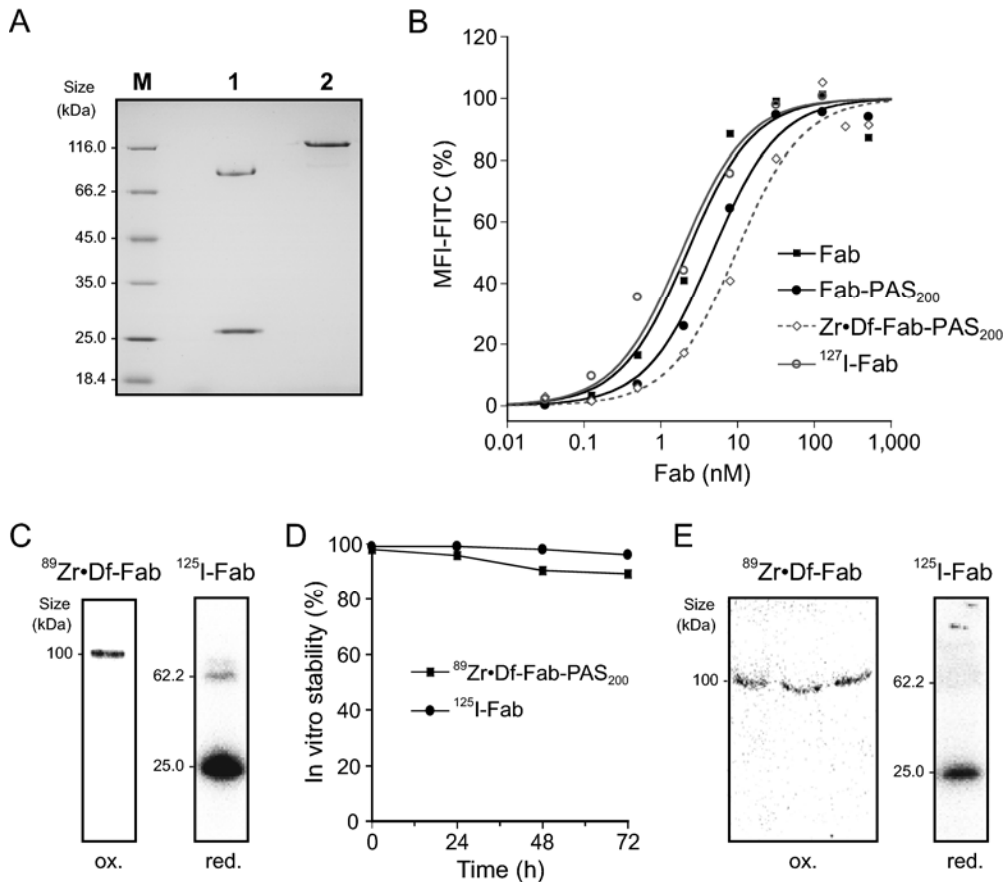 A
Size
(kDa)
M 1 2
116.0
66.2
45.0
35.0
25.0
18.4
B
MFI-FITC (%)
120
100
80
60
40
20
0
0.01 0.1 1 10 100 1,000
Fab (nM)
Fab
Fab-PAS₂₀₀
Zr•Df-Fab-PAS₂₀₀
¹²⁷I-Fab
C
⁸⁹Zr•Df-Fab
Size
(kDa)
100
ox.
¹²⁵I-Fab
62.2
25.0
red.
D
In vitro stability (%)
100
80
60
40
20
0
0 24 48 72
Time (h)
⁸⁹Zr•Df-Fab-PAS₂₀₀
¹²⁵I-Fab
E
⁸⁹Zr•Df-Fab
Size
(kDa)
100
ox.
¹²⁵I-Fab
62.2
25.0
red.